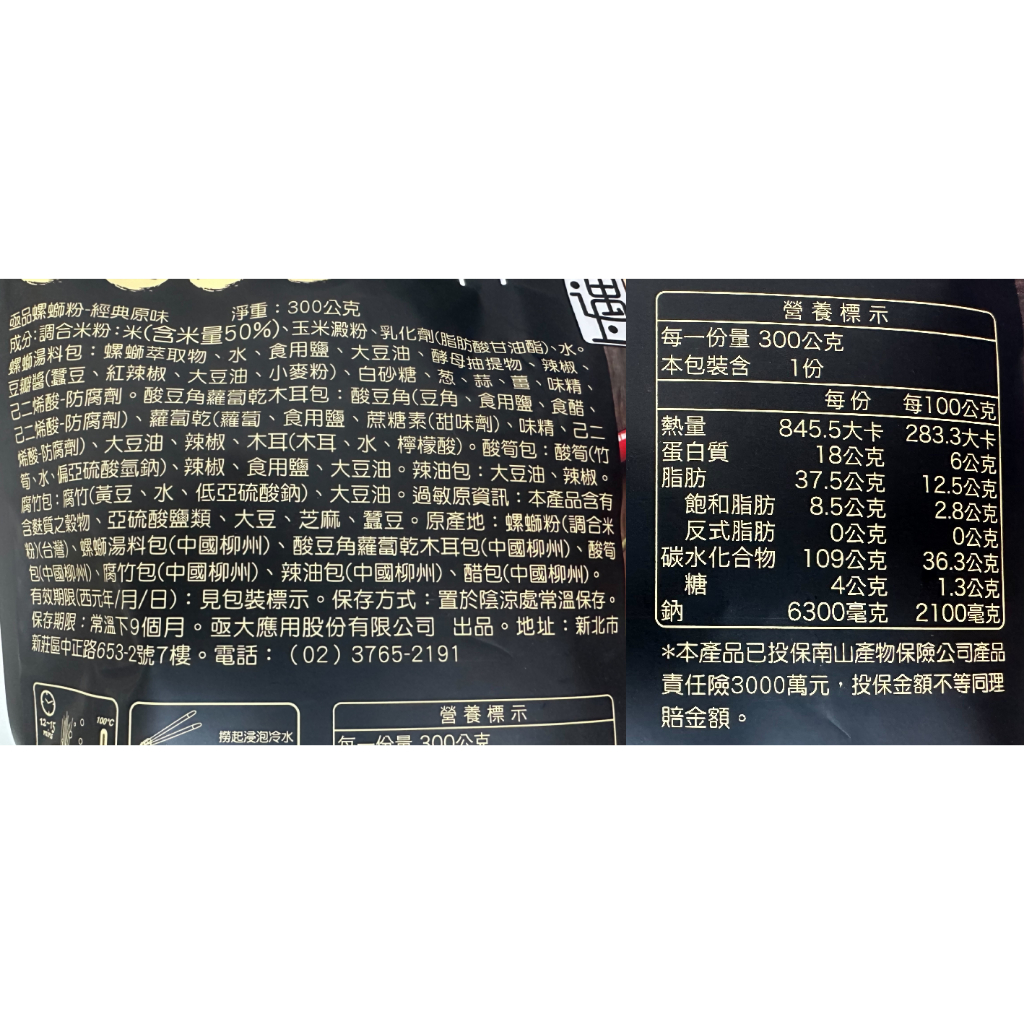 亟品螺螄粉-經典原味 淨重：300公克
成分：調合米粉：米(含米量50%)、玉米澱粉、乳化劑(脂肪酸甘油酯)、水。
螺螄湯料包：螺螄萃取物、水、食用鹽、大豆油、酵母抽提物、辣椒、
豆瓣醬(蠶豆、紅辣椒、大豆油、小麥粉)、白砂糖、葱、蒜、薑、味精、
己二烯酸-防腐劑。酸豆角蘿蔔乾木耳包：酸豆角(豆角、食用鹽、食醋、
己二烯酸-防腐劑)、蘿蔔乾(蘿蔔、食用鹽、蔗糖素(甜味劑)、味精、己二
烯酸-防腐劑)、大豆油、辣椒、木耳(木耳、水、檸檬酸)。酸筍包：酸筍(竹
筍、水、偏亞硫酸氫鈉)、辣椒、食用鹽、大豆油。辣油包：大豆油、辣椒。
腐竹包：腐竹(黃豆、水、低亞硫酸鈉)、大豆油。過敏原資訊：本產品含有
含麩質之穀物、亞硫酸鹽類、大豆、芝麻、蠶豆。原產地：螺螄粉(調合米
粉)(台灣)、螺螄湯料包(中國柳州)、酸豆角蘿蔔乾木耳包(中國柳州)、酸筍
包(中國柳州)、腐竹包(中國柳州)、辣油包(中國柳州)、醋包(中國柳州)。
有效期限(西元年/月/日)：見包裝標示。保存方式：置於陰涼處常溫保存。
保存期限：常溫下9個月。亟大應用股份有限公司 出品。地址：新北市
新莊區中正路653-2號7樓。電話：(02)3765-2191
100°C
撈起浸泡冷水
營養標示
每一份量 300公克
營養標示
每一份量 300公克
本包裝含 1份
每份 每100公克
熱量 845.5大卡 283.3大卡
蛋白質 18公克 6公克
脂肪 37.5公克 12.5公克
飽和脂肪 8.5公克 2.8公克
反式脂肪 0公克 0公克
碳水化合物 109公克 36.3公克
糖 4公克 1.3公克
鈉 6300毫克 2100毫克
*本產品已投保南山產物保險公司產品
責任險3000萬元，投保金額不等同理
賠金額。